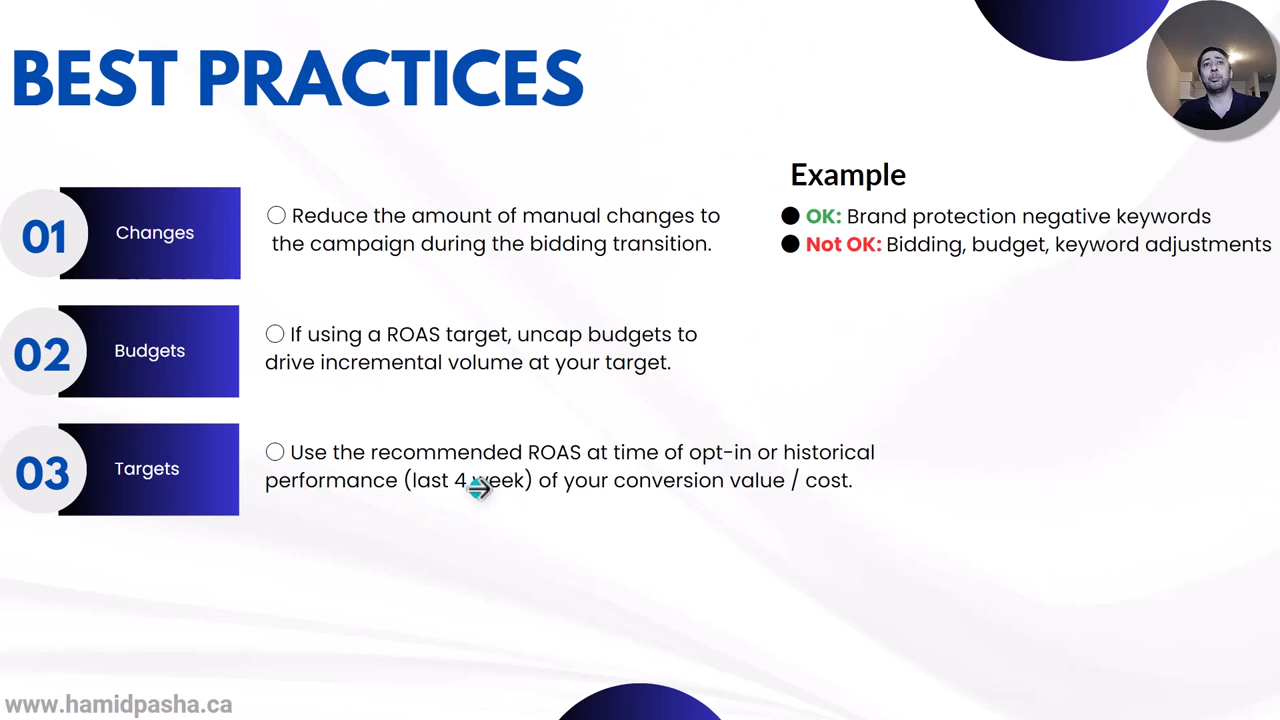 BEST PRACTICES
01
Changes
Reduce the amount of manual changes to
the campaign during the bidding transition.
Example
OK: Brand protection negative keywords
Not OK: Bidding, budget, keyword adjustments
02
Budgets
If using a ROAS target, uncap budgets to
drive incremental volume at your target.
03
Targets
Use the recommended ROAS at time of opt-in or historical
performance (last 4 week) of your conversion value / cost.
www.hamidpasha.ca